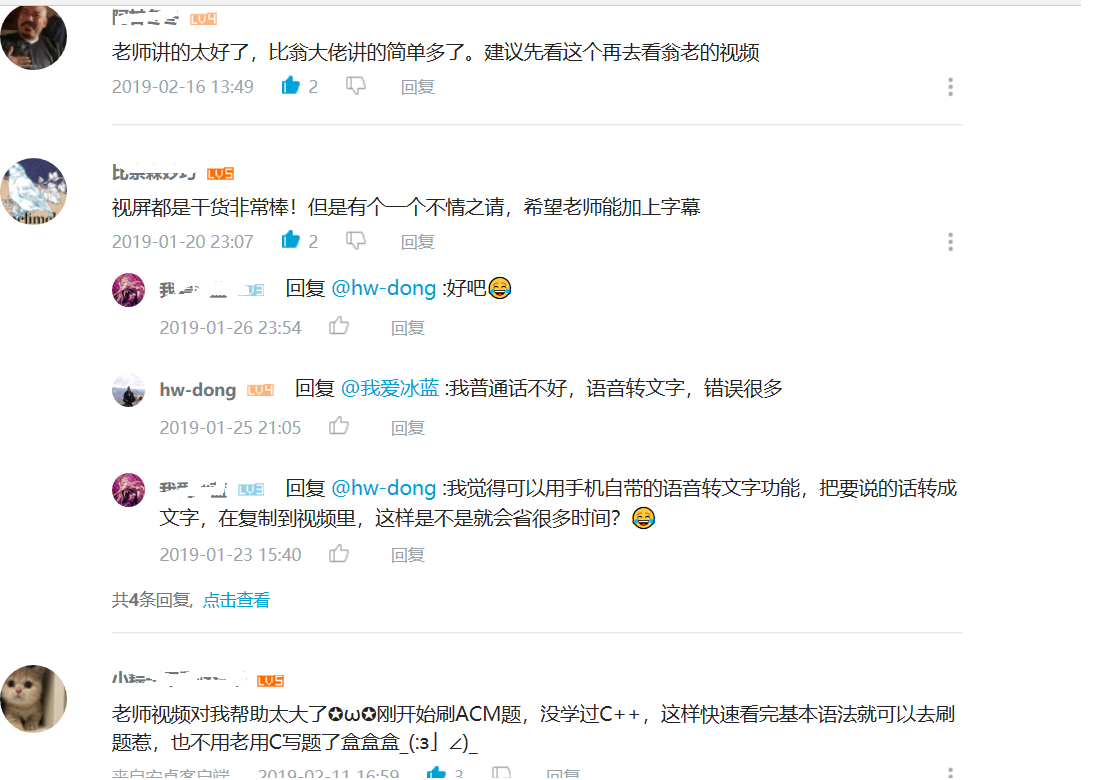 LV4
老师讲的太好了，比翁大佬讲的简单多了。建议先看这个再去看翁老的视频
2019-02-16 13:49 2 回复
LV5
视屏都是干货非常棒！但是有个一个不情之请，希望老师能加上字幕
2019-01-20 23:07 2 回复
我 回复 @hw-dong :好吧😂
2019-01-26 23:54 回复
hw-dong LV4 回复 @我爱冰蓝 :我普通话不好，语音转文字，错误很多
2019-01-25 21:05 回复
LV3 回复 @hw-dong :我觉得可以用手机自带的语音转文字功能，把要说的话转成
文字，在复制到视频里，这样是不是就会省很多时间？😂
2019-01-23 15:40 回复
共4条回复, 点击查看
LV5
老师视频对我帮助太大了✪ω✪刚开始刷ACM题，没学过C++，这样快速看完基本语法就可以去刷
题惹，也不用老用C写题了盒盒盒_(:з」∠)_
来自安卓客户端 2019-02-11 16:59 3 回复